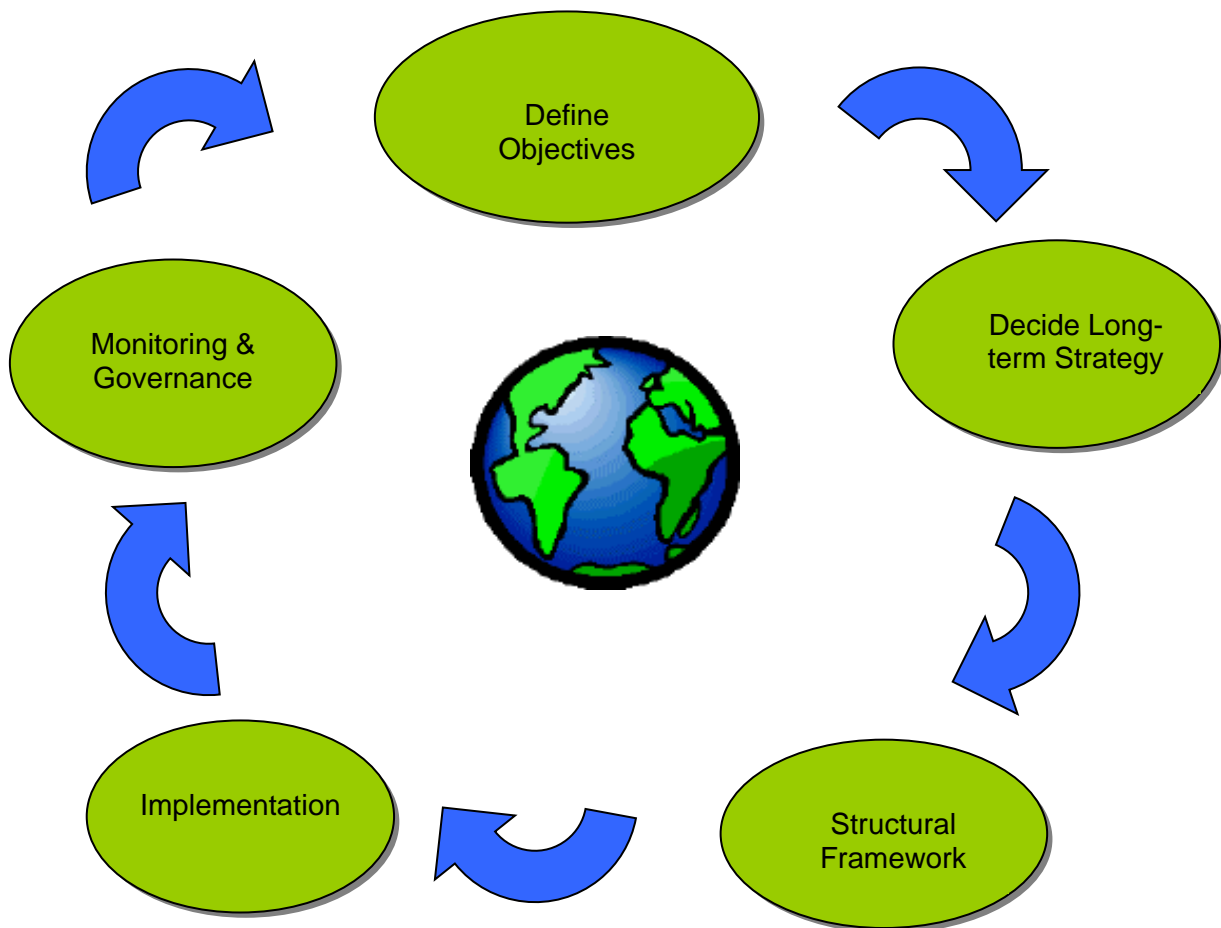 Define
Objectives
Decide Long-
term Strategy
Structural
Framework
Implementation
Monitoring &
Governance